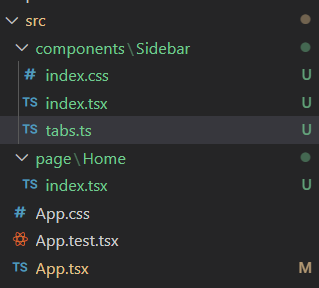 src
components\Sidebar
# index.css U
TS index.tsx U
TS tabs.ts U
page\Home
TS index.tsx U
# App.css
App.test.tsx
TS App.tsx M